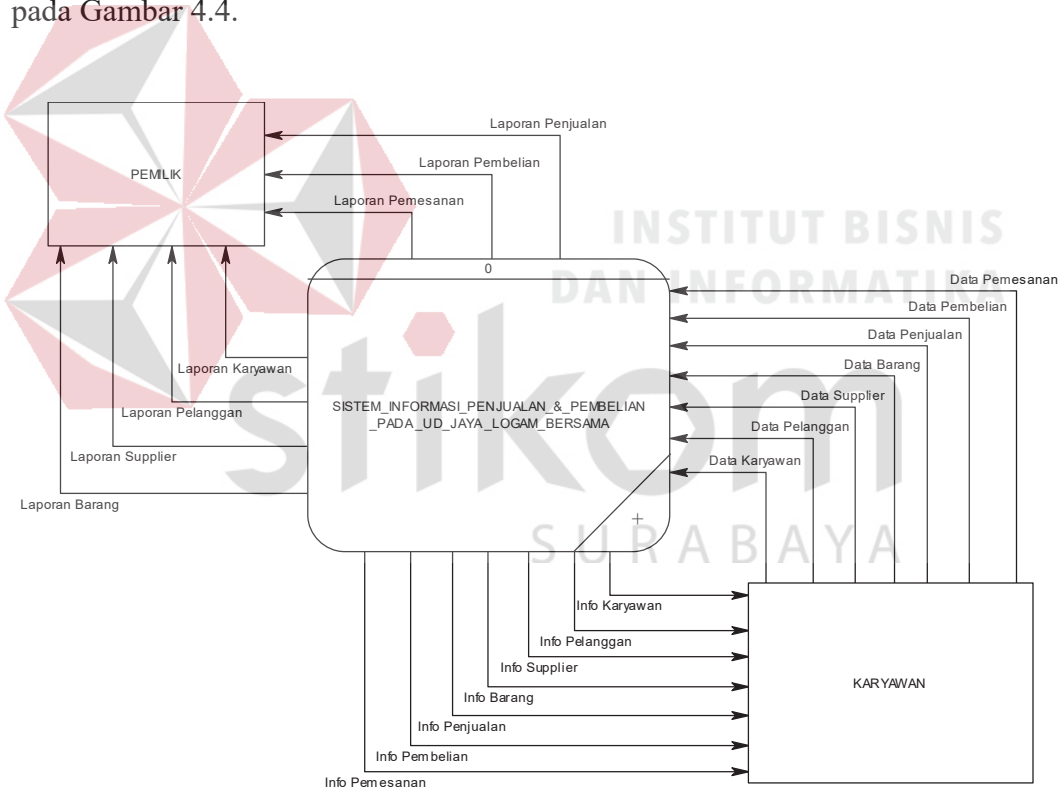 pada Gambar 4.4.
Laporan Penjualan
Laporan Pembelian
PEMILIK
Laporan Pemesanan
INSTITUT BISNIS
0
DAN INFORMATIKA
Data Pemesanan
Data Pembelian
Data Penjualan
Data Barang
Laporan Karyawan
stikom
Data Supplier
SISTEM_INFORMASI_PENJUALAN_&_PEMBELIAN
_PADA_UD_JAYA_LOGAM_BERSAMA
Laporan Pelanggan
Data Pelanggan
Laporan Supplier
Data Karyawan
Laporan Barang
+
SURABAYA
Info Karyawan
Info Pelanggan
Info Supplier
KARYAWAN
Info Barang
Info Penjualan
Info Pembelian
Info Pemesanan